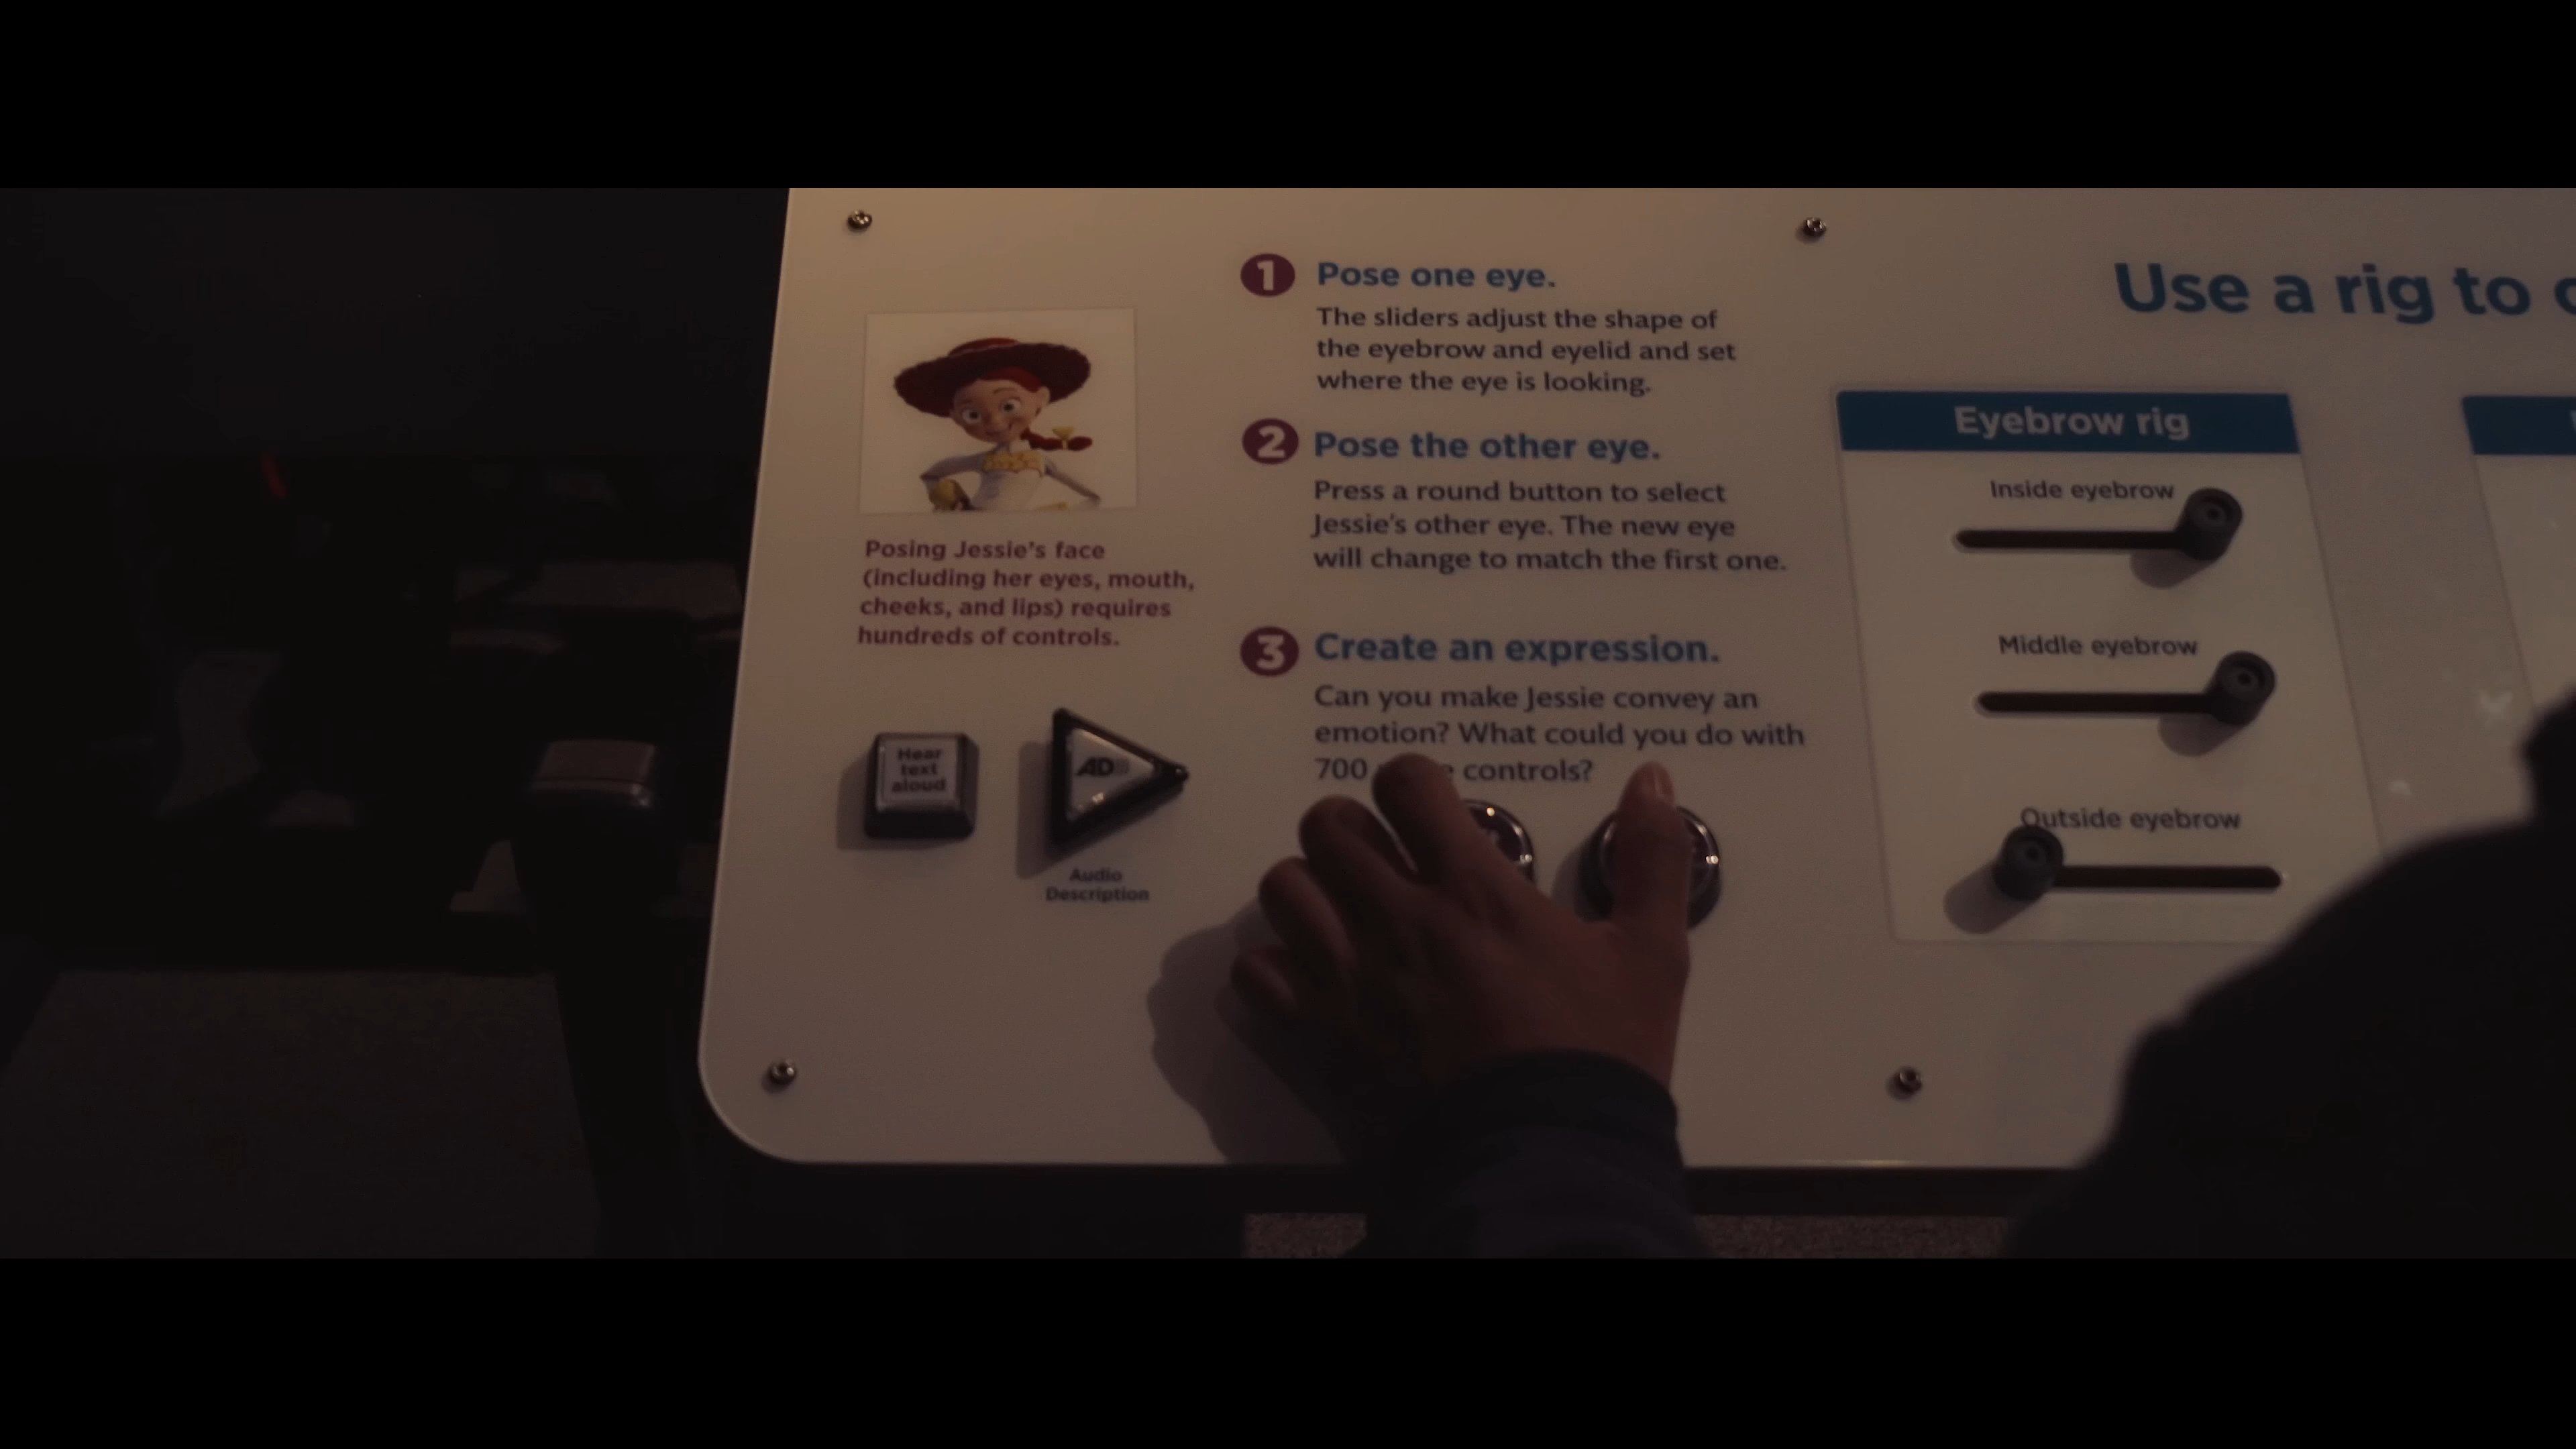 Posing Jessie's face
(including her eyes, mouth,
cheeks, and lips) requires
hundreds of controls.
Hear
text
aloud
AD
Audio
Description
1 Pose one eye.
The sliders adjust the shape of
the eyebrow and eyelid and set
where the eye is looking.
2 Pose the other eye.
Press a round button to select
Jessie's other eye. The new eye
will change to match the first one.
3 Create an expression.
Can you make Jessie convey an
emotion? What could you do with
700 controls?
Use a rig to
Eyebrow rig
Inside eyebrow
Middle eyebrow
Outside eyebrow